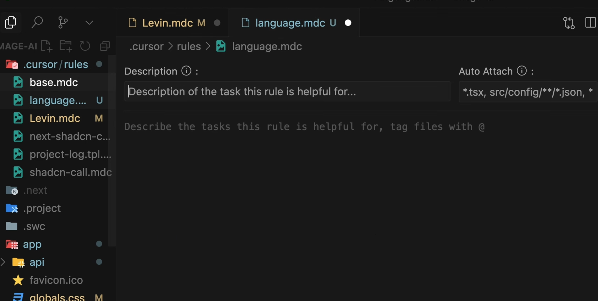 Levin.mdc M
language.mdc U
MAGE-AI
.cursor > rules > language.mdc
.cursor/rules
Description :
Auto Attach :
base.mdc
Description of the task this rule is helpful for...
*.tsx, src/config/**/*.json, *
language.... U
Levin.mdc M
Describe the tasks this rule is helpful for, tag files with @
next-shadcn-c...
project-log.tpl....
shadcn-call.mdc
.next
.project
.swc
app
api
favicon.ico
globals.css M